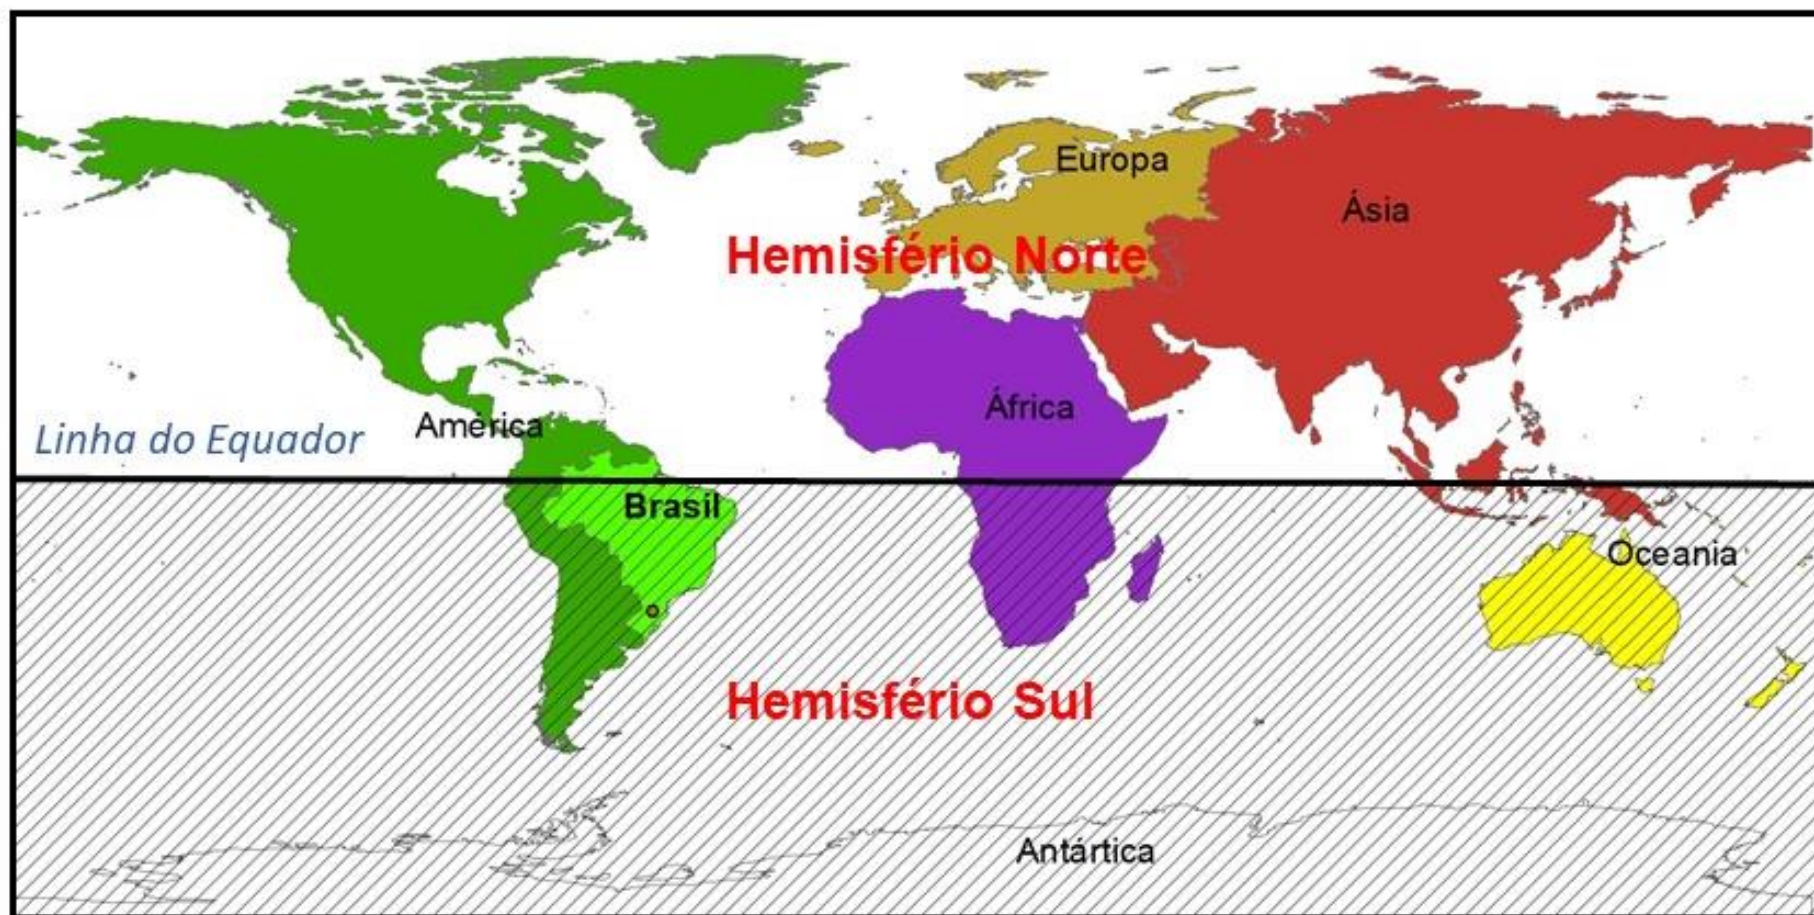 Europa
Ásia
Hemisfério Norte
África
América
Linha do Equador
Brasil
Oceania
Hemisfério Sul
Antártica